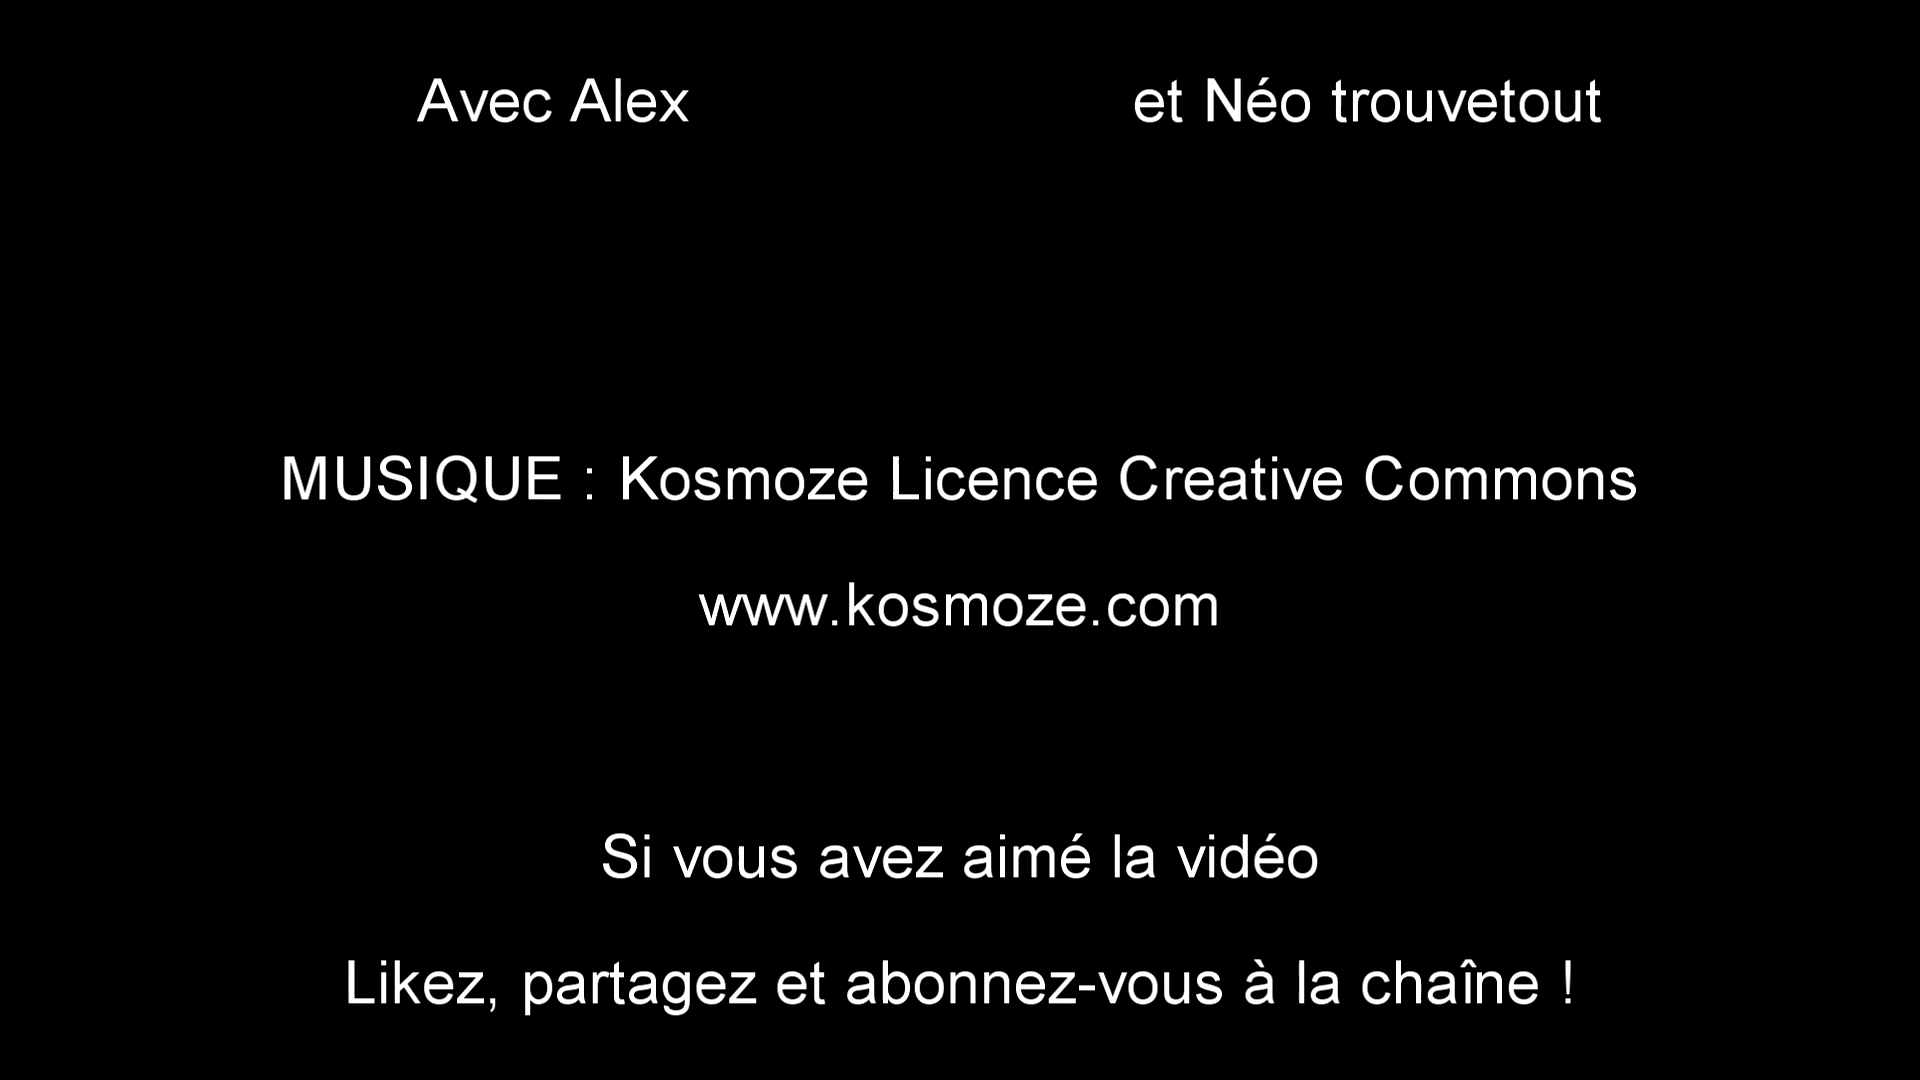 Avec Alex et Néo trouvetout
MUSIQUE : Kosmoze Licence Creative Commons
www.kosmoze.com
Si vous avez aimé la vidéo
Likez, partagez et abonnez-vous à la chaîne !